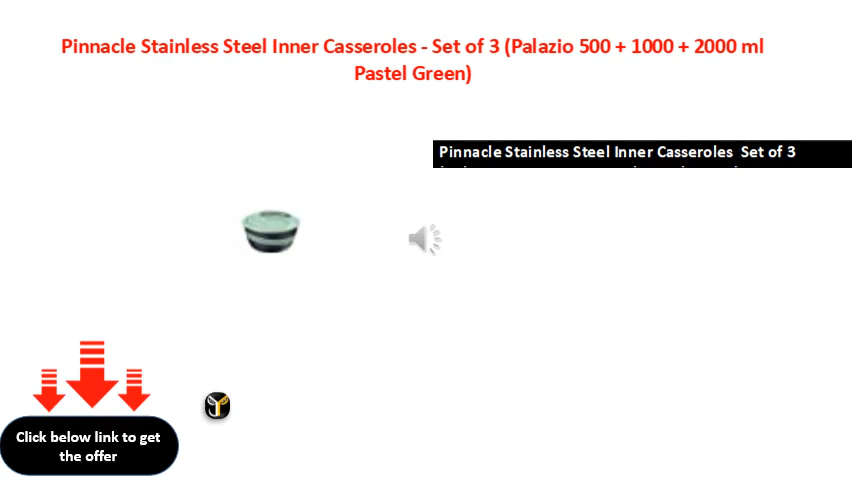 Pinnacle Stainless Steel Inner Casseroles - Set of 3 (Palazio 500 + 1000 + 2000 ml
Pastel Green)
Pinnacle Stainless Steel Inner Casseroles Set of 3
Click below link to get
the offer